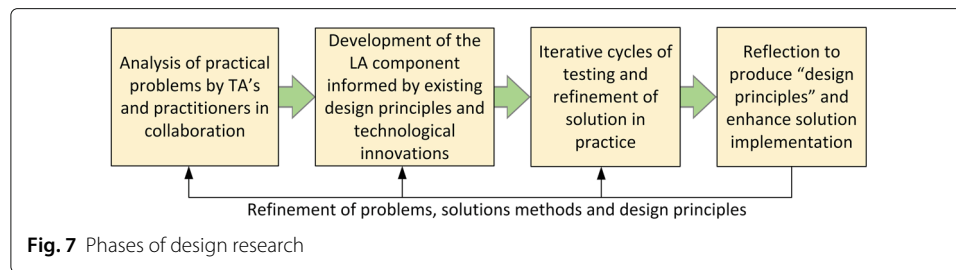 Analysis of practical
problems by TA's
and practitioners in
collaboration
Development of the
LA component
informed by existing
design principles and
technological
innovations
Iterative cycles of
testing and
refinement of
solution in
practice
Reflection to
produce “design
principles” and
enhance solution
implementation
Refinement of problems, solutions methods and design principles
Fig. 7 Phases of design research